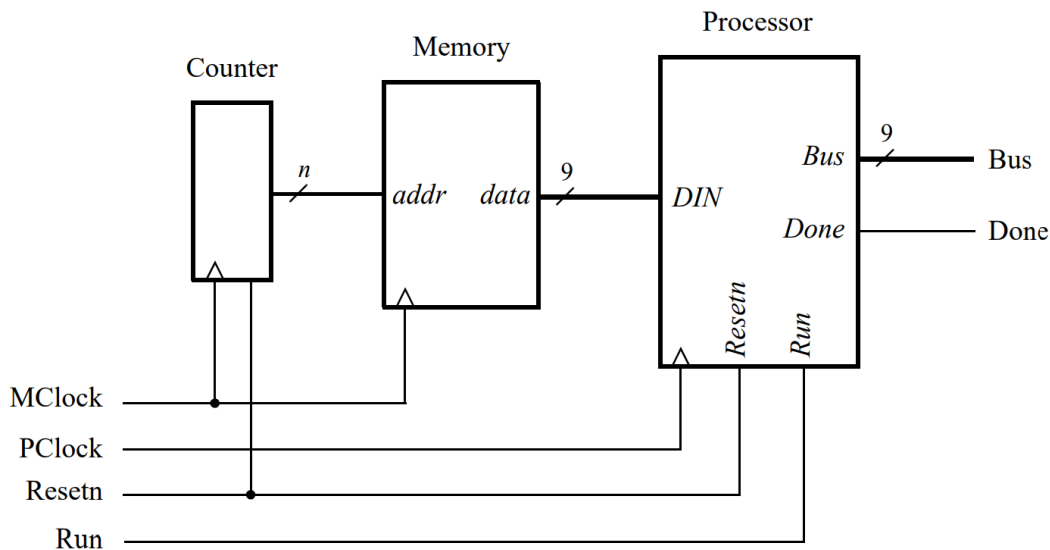 Processor
Memory
Counter
9
Bus
Bus
n
9
addr
data
DIN
Done
Done
Resetn
Run
MClock
PClock
Resetn
Run